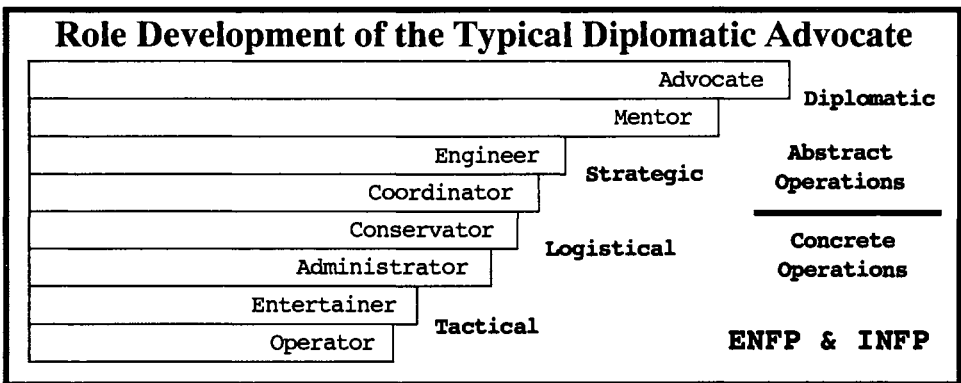 Role Development of the Typical Diplomatic Advocate
Advocate
Diplomatic
Mentor
Engineer
Strategic
Coordinator
Abstract
Operations
Conservator
Logistical
Administrator
Concrete
Operations
Entertainer
Tactical
Operator
ENFP & INFP